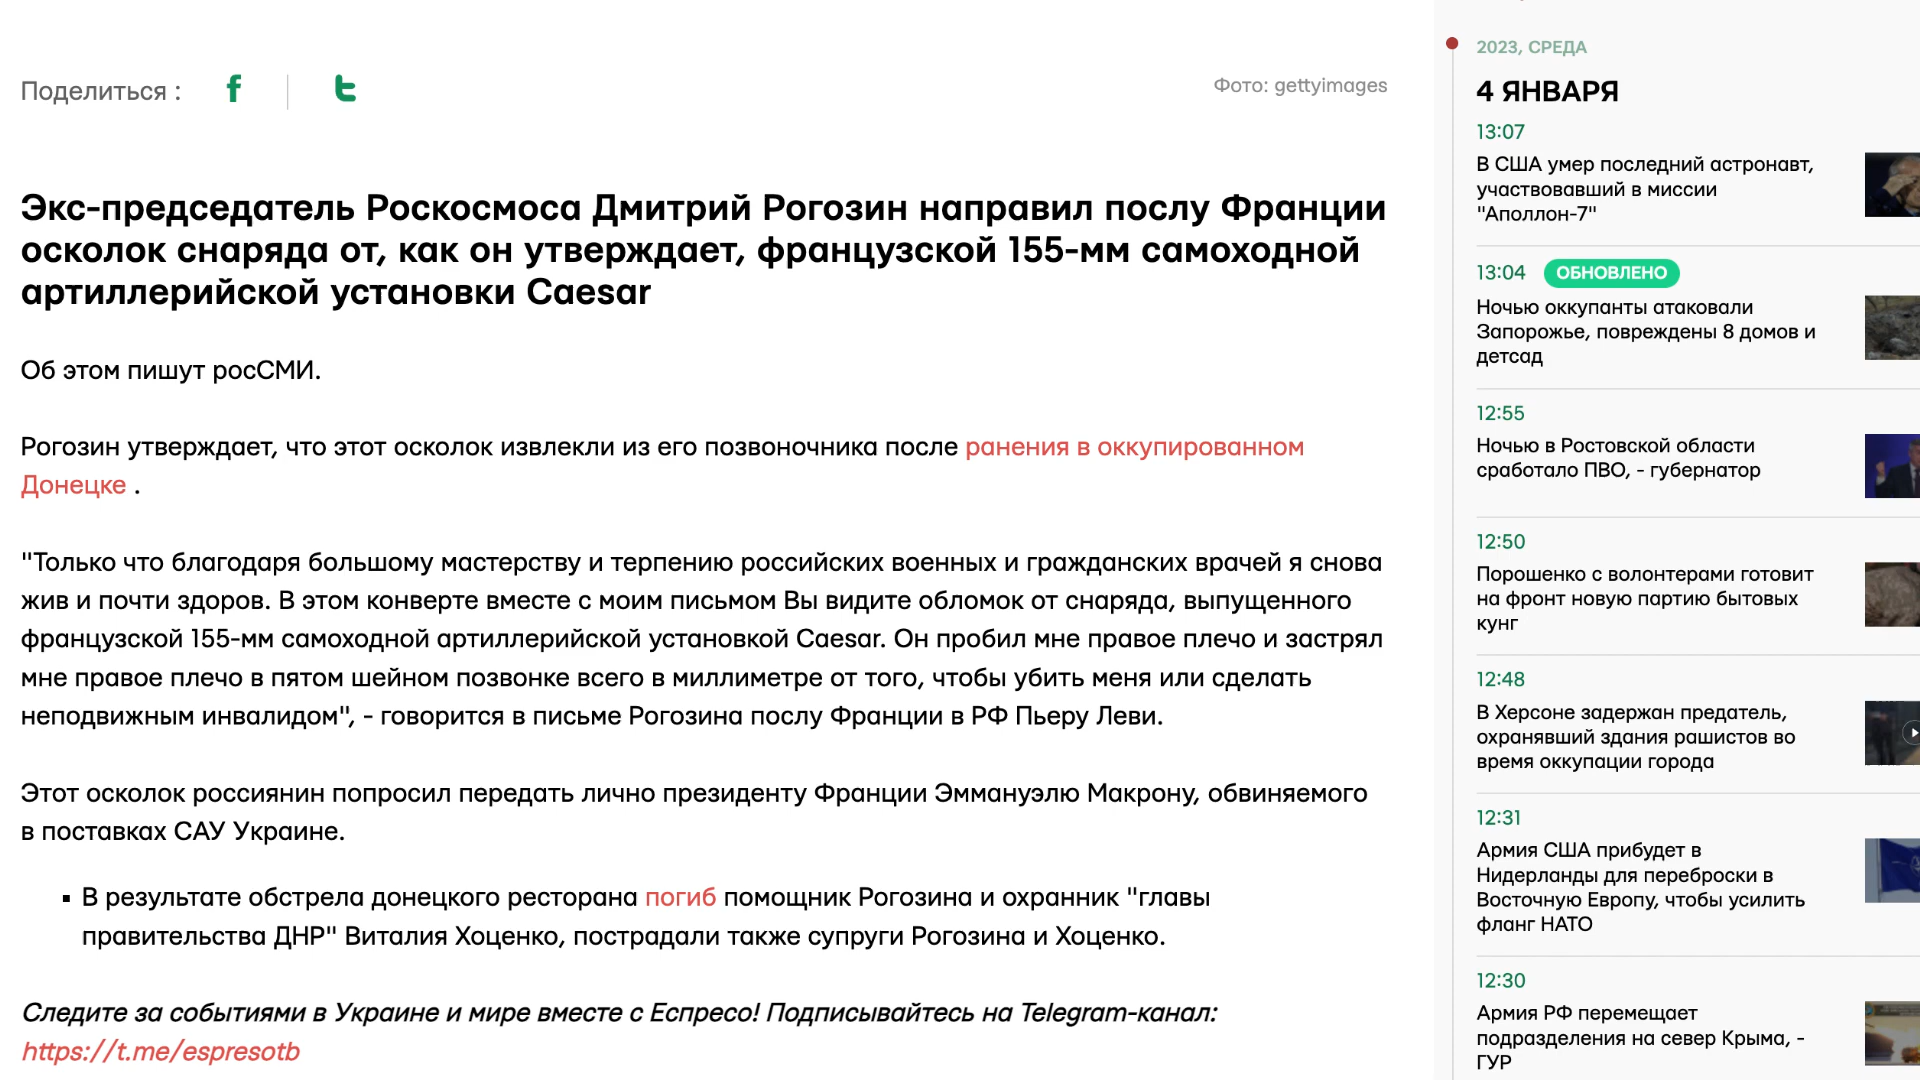 Поделиться :
Фото: gettyimages
Экс-председатель Роскосмоса Дмитрий Рогозин направил послу Франции
осколок снаряда от, как он утверждает, французской 155-мм самоходной
артиллерийской установки Caesar
Об этом пишут росСМИ.
Рогозин утверждает, что этот осколок извлекли из его позвоночника после ранения в оккупированном
Донецке .
"Только что благодаря большому мастерству и терпению российских военных и гражданских врачей я снова
жив и почти здоров. В этом конверте вместе с моим письмом Вы видите обломок от снаряда, выпущенного
французской 155-мм самоходной артиллерийской установкой Caesar. Он пробил мне правое плечо и застрял
мне правое плечо в пятом шейном позвонке всего в миллиметре от того, чтобы убить меня или сделать
неподвижным инвалидом", - говорится в письме Рогозина послу Франции в РФ Пьеру Леви.
Этот осколок россиянин попросил передать лично президенту Франции Эммануэлю Макрону, обвиняемого
в поставках САУ Украине.
В результате обстрела донецкого ресторана погиб помощник Рогозина и охранник "главы
правительства ДНР" Виталия Хоценко, пострадали также супруги Рогозина и Хоценко.
Следите за событиями в Украине и мире вместе с Еспресо! Подписывайтесь на Telegram-канал:
https://t.me/espresotb
2023, СРЕДА
4 ЯНВАРЯ
13:07
В США умер последний астронавт,
участвовавший в миссии
"Аполлон-7"
13:04 ОБНОВЛЕНО
Ночью оккупанты атаковали
Запорожье, повреждены 8 домов и
детсад
12:55
Ночью в Ростовской области
сработало ПВО, - губернатор
12:50
Порошенко с волонтерами готовит
на фронт новую партию бытовых
кунг
12:48
В Херсоне задержан предатель,
охранявший здания рашистов во
время оккупации города
12:31
Армия США прибудет в
Нидерланды для переброски в
Восточную Европу, чтобы усилить
фланг НАТО
12:30
Армия РФ перемещает
подразделения на север Крыма, -
ГУР